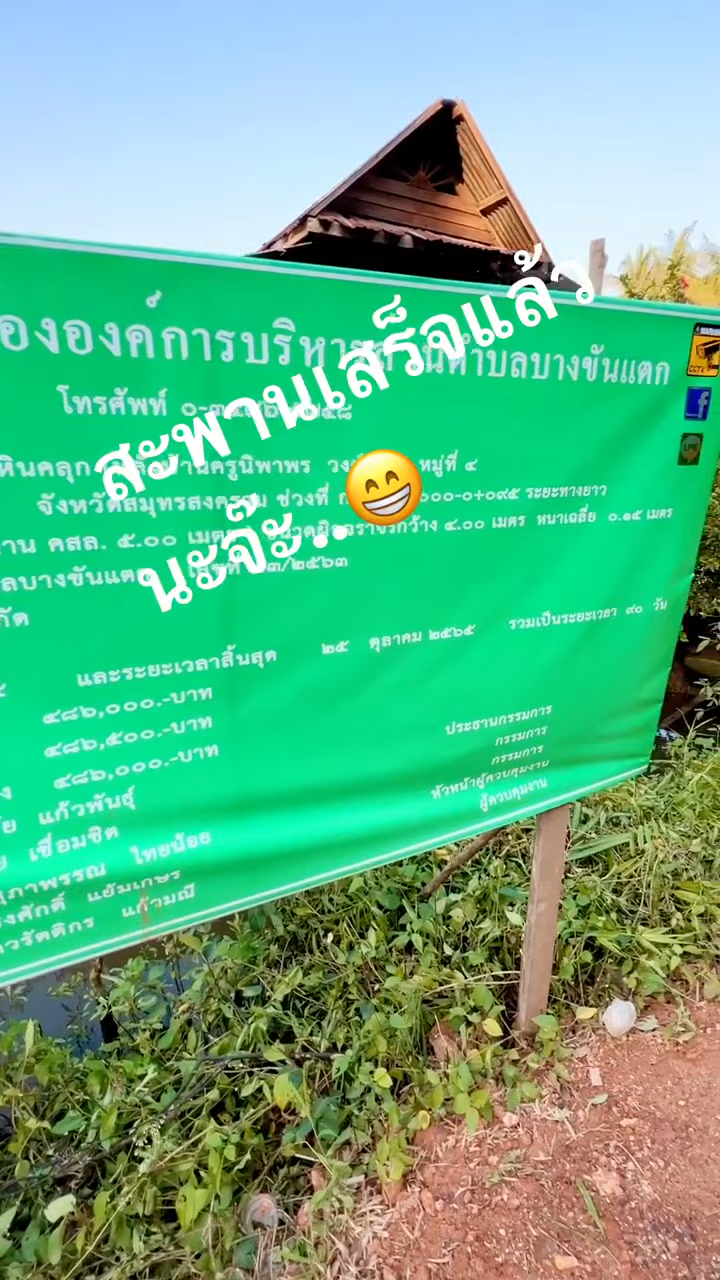 สะพานเสร็จแล้ว
นะจ๊ะ..
องค์การบริหารส่วนตำบลบางขันแตก
โทรศัพท์
หินคลุก บ้านครูนิพาพร หมู่ที่ ๔
จังหวัดสมุทรสงคราม ช่วงที่ ๐๐๐-๐+๐๙๕ ระยะทางยาว
คสล. ๕.๐๐ เมตร กว้าง ๔.๐๐ เมตร หนาเฉลี่ย ๐.๑๕ เมตร
บางขันแตก ๓/๒๕๖๓
และระยะเวลาสิ้นสุด ๒๕ ตุลาคม ๒๕๖๕ รวมเป็นระยะเวลา ๙๐ วัน
๔๘๖,๐๐๐.-บาท
๔๘๖,๕๐๐.-บาท
๔๘๖,๐๐๐.-บาท
แก้วพันธุ์ ประธานกรรมการ
เชื่อมชิต กรรมการ
สุภาพรรณ ไทยน้อย กรรมการ
แย้มเกษร หัวหน้าผู้ควบคุมงาน
แก้วมณี ผู้ควบคุมงาน
CCTV
f
LINE